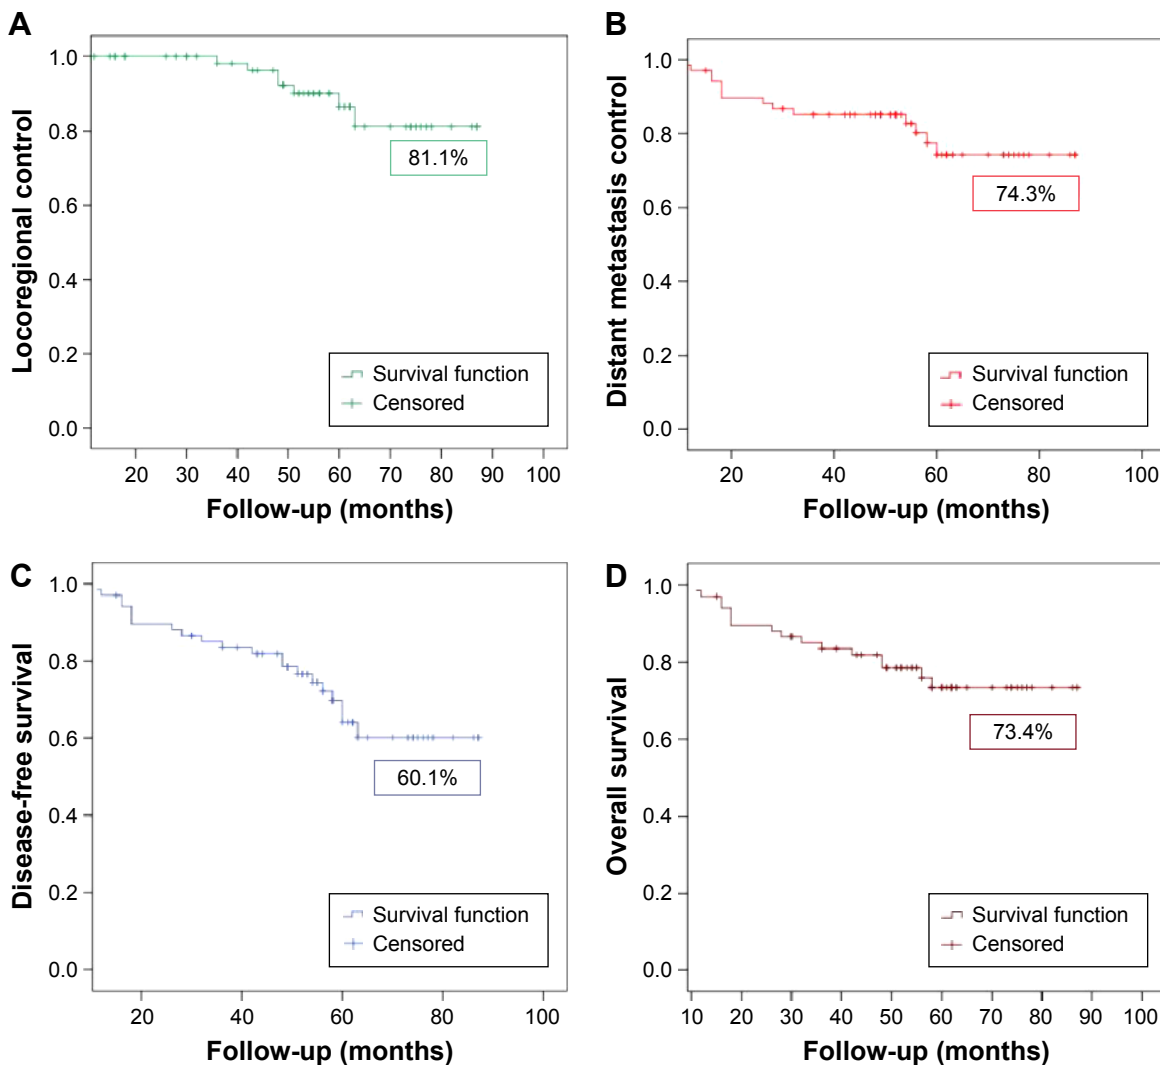 A
Locoregional control
1.0
0.8
0.6
0.4
0.2
0.0
81.1%
Survival function
Censored
20 30 40 50 60 70 80 90 100
Follow-up (months)
B
Distant metastasis control
1.0
0.8
0.6
0.4
0.2
0.0
74.3%
Survival function
Censored
20 40 60 80 100
Follow-up (months)
C
Disease-free survival
1.0
0.8
0.6
0.4
0.2
0.0
60.1%
Survival function
Censored
20 40 60 80 100
Follow-up (months)
D
Overall survival
1.0
0.8
0.6
0.4
0.2
0.0
73.4%
Survival function
Censored
10 20 30 40 50 60 70 80 90 100
Follow-up (months)